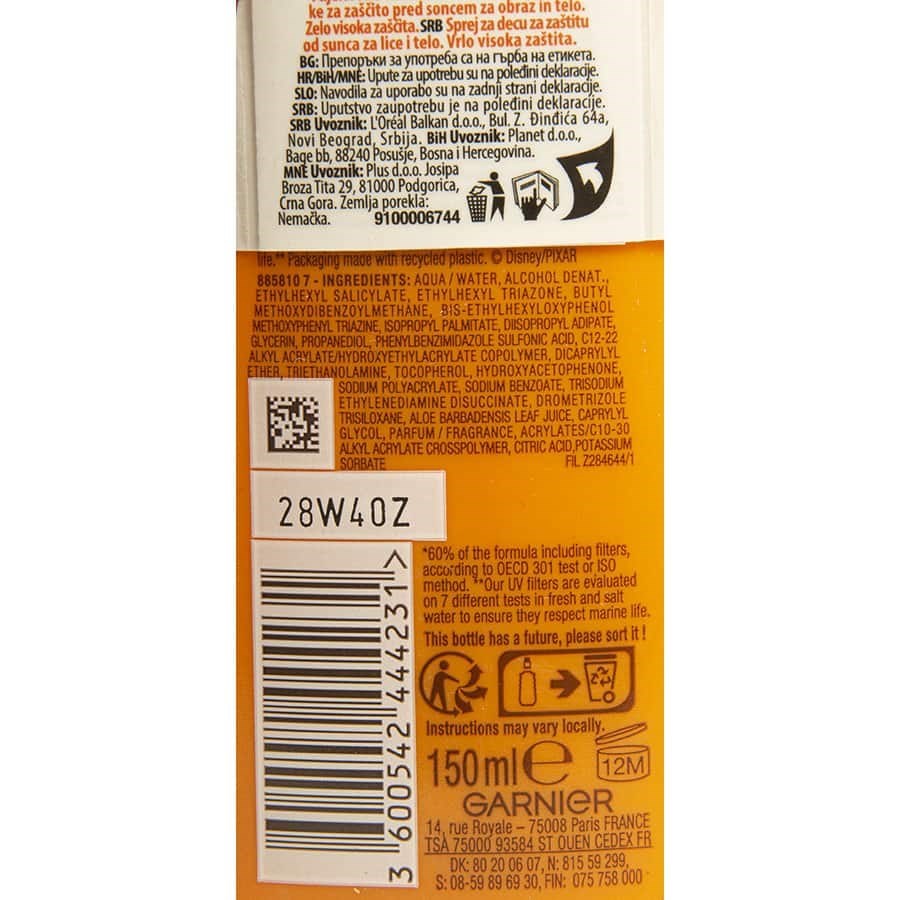 ke za zaščito pred soncem za obraz in telo.
Zelo visoka zaščita. SRB Sprej za decu za zaštitu
od sunca za lice i telo. Vrlo visoka zaštita.
BG: Препоръки за употреба са на гърба на етикета.
HR/BiH/MNE: Upute za upotrebu su na poleđini deklaracije.
SLO: Navodila za uporabo su na zadnji strani deklaracije.
SRB: Uputstvo zaupotrebu je na poleđini deklaracije.
SRB Uvoznik: L'Oréal Balkan d.o.o., Bul. Z. Đinđića 64a,
Novi Beograd, Srbija. BiH Uvoznik: Planet d.o.o.,
Bage bb, 88240 Posušje, Bosna i Hercegovina.
MNE Uvoznik: Plus d.o.o. Josipa
Broza Tita 29, 81000 Podgorica,
Crna Gora. Zemlja porekla:
Nemačka. 9100006744
life.** Packaging made with recycled plastic. © Disney/PIXAR
885810 7 - INGREDIENTS: AQUA / WATER, ALCOHOL DENAT.,
ETHYLHEXYL SALICYLATE, ETHYLHEXYL TRIAZONE, BUTYL
METHOXYDIBENZOYLMETHANE, BIS-ETHYLHEXYLOXYPHENOL
METHOXYPHENYL TRIAZINE, ISOPROPYL PALMITATE, DIISOPROPYL ADIPATE,
GLYCERIN, PROPANEDIOL, PHENYLBENZIMIDAZOLE SULFONIC ACID, C12-22
ALKYL ACRYLATE/HYDROXYETHYLACRYLATE COPOLYMER, DICAPRYLYL
ETHER, TRIETHANOLAMINE, TOCOPHEROL, HYDROXYACETOPHENONE,
SODIUM POLYACRYLATE, SODIUM BENZOATE, TRISODIUM
ETHYLENEDIAMINE DISUCCINATE, DROMETRIZOLE
TRISILOXANE, ALOE BARBADENSIS LEAF JUICE, CAPRYLYL
GLYCOL, PARFUM / FRAGRANCE, ACRYLATES/C10-30
ALKYL ACRYLATE CROSSPOLYMER, CITRIC ACID, POTASSIUM
SORBATE FIL Z284644/1
28W40Z
3 600542 444231 >
*60% of the formula including filters,
according to OECD 301 test or ISO
method. **Our UV filters are evaluated
on 7 different tests in fresh and salt
water to ensure they respect marine life.
This bottle has a future, please sort it !
Instructions may vary locally.
150 ml e 12M
GARNIER
14, rue Royale – 75008 Paris FRANCE
TSA 75000 93584 ST OUEN CEDEX FR
DK: 80 20 06 07, N: 815 59 299,
S: 08-59 89 69 30, FIN: 075 758 000